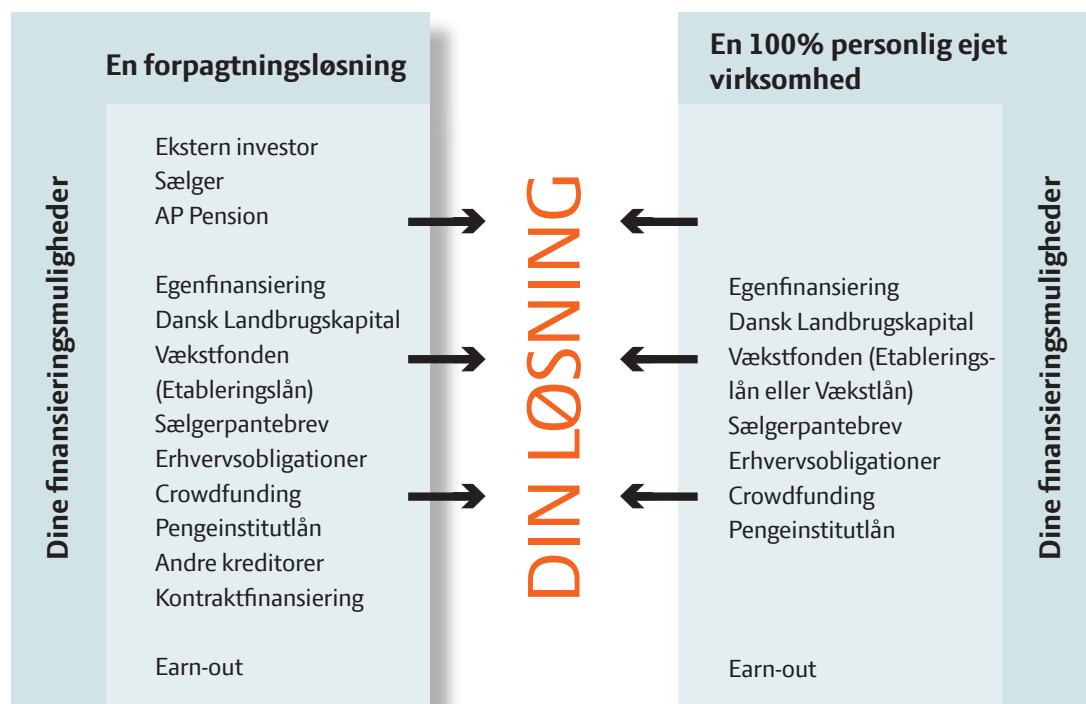 En forpagtningsløsning
Dine finansieringsmuligheder
Ekstern investor
Sælger
AP Pension
Egenfinansiering
Dansk Landbrugskapital
Vækstfonden
(Etableringslån)
Sælgerpantebrev
Erhvervsobligationer
Crowdfunding
Pengeinstitutlån
Andre kreditorer
Kontraktfinansiering
Earn-out
DIN LØSNING
En 100% personlig ejet
virksomhed
Egenfinansiering
Dansk Landbrugskapital
Vækstfonden (Etablerings-
lån eller Vækstlån)
Sælgerpantebrev
Erhvervsobligationer
Crowdfunding
Pengeinstitutlån
Earn-out
Dine finansieringsmuligheder